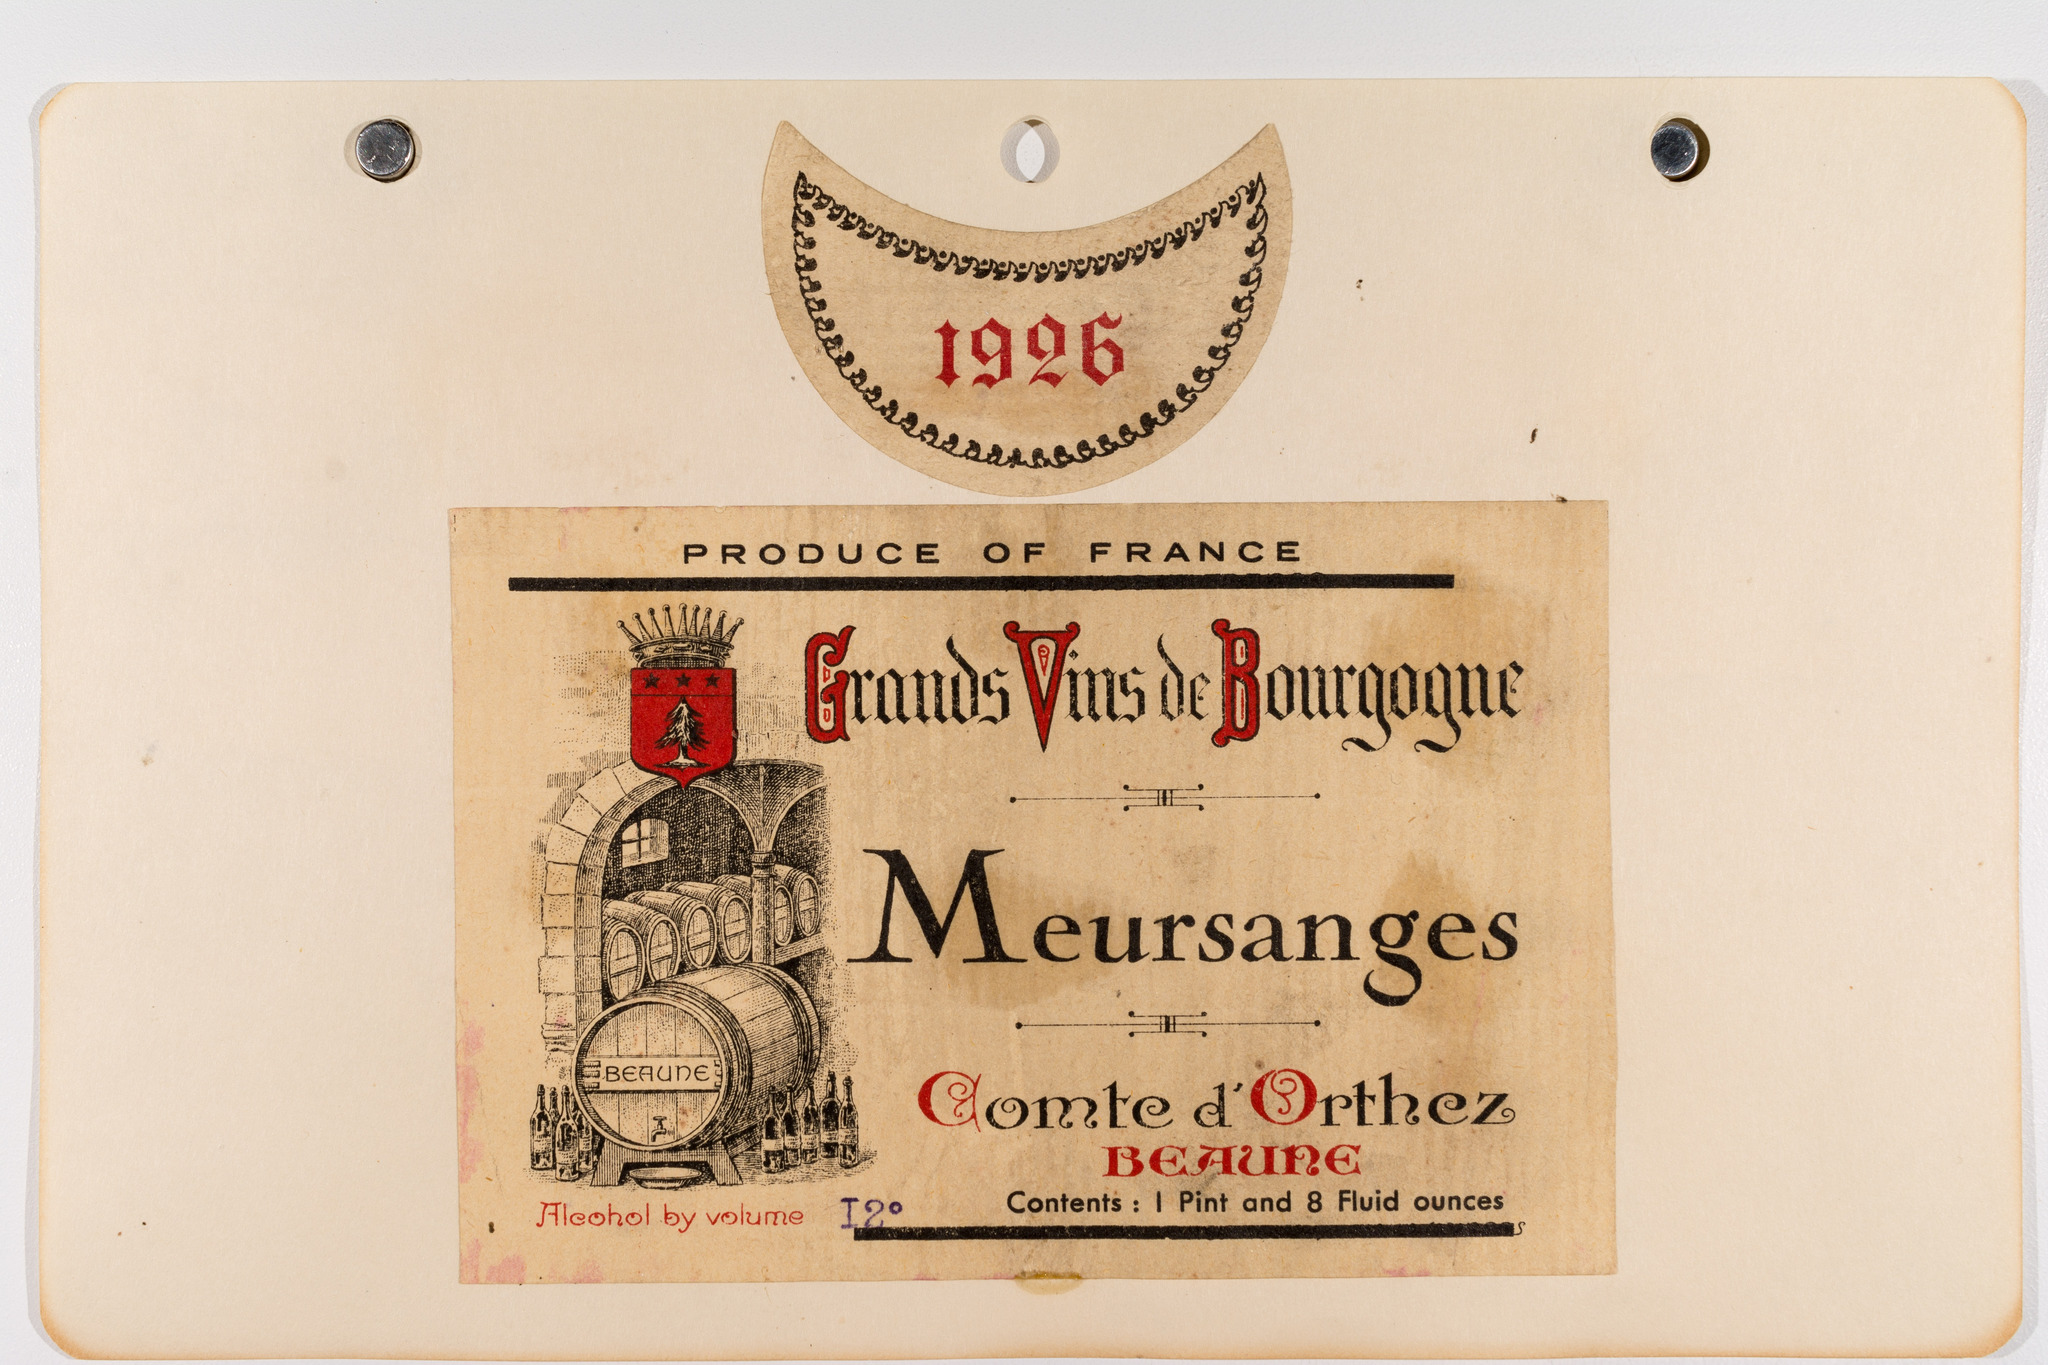 1926
PRODUCE OF FRANCE
Grands Vins de Bourgogne
Meursanges
BEAUNE
Comte d'Orthez
BEAUNE
Contents : 1 Pint and 8 Fluid ounces
Alcohol by volume 12°